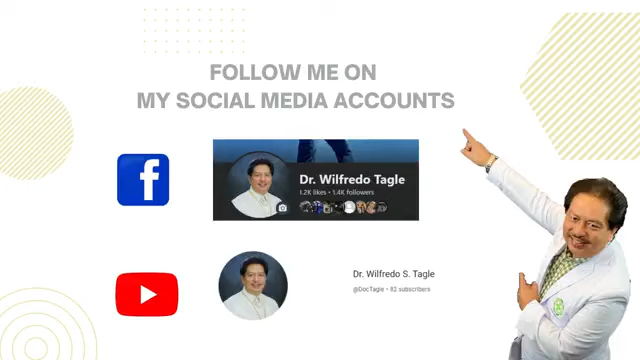 FOLLOW ME ON
MY SOCIAL MEDIA ACCOUNTS
Dr. Wilfredo Tagle
1.2K likes • 1.4K followers
Dr. Wilfredo S. Tagle
@DocTagle • 82 subscribers